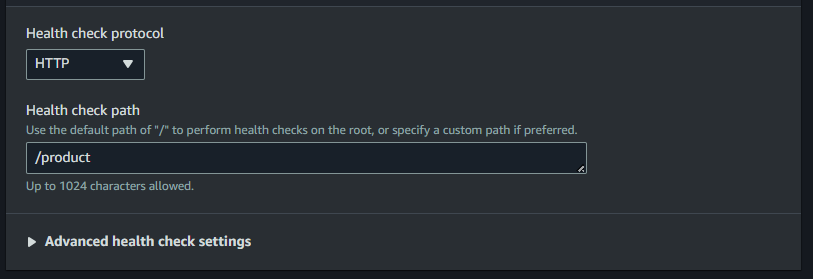 Health check protocol
HTTP
Health check path
Use the default path of "/" to perform health checks on the root, or specify a custom path if preferred.
/product
Up to 1024 characters allowed.
Advanced health check settings